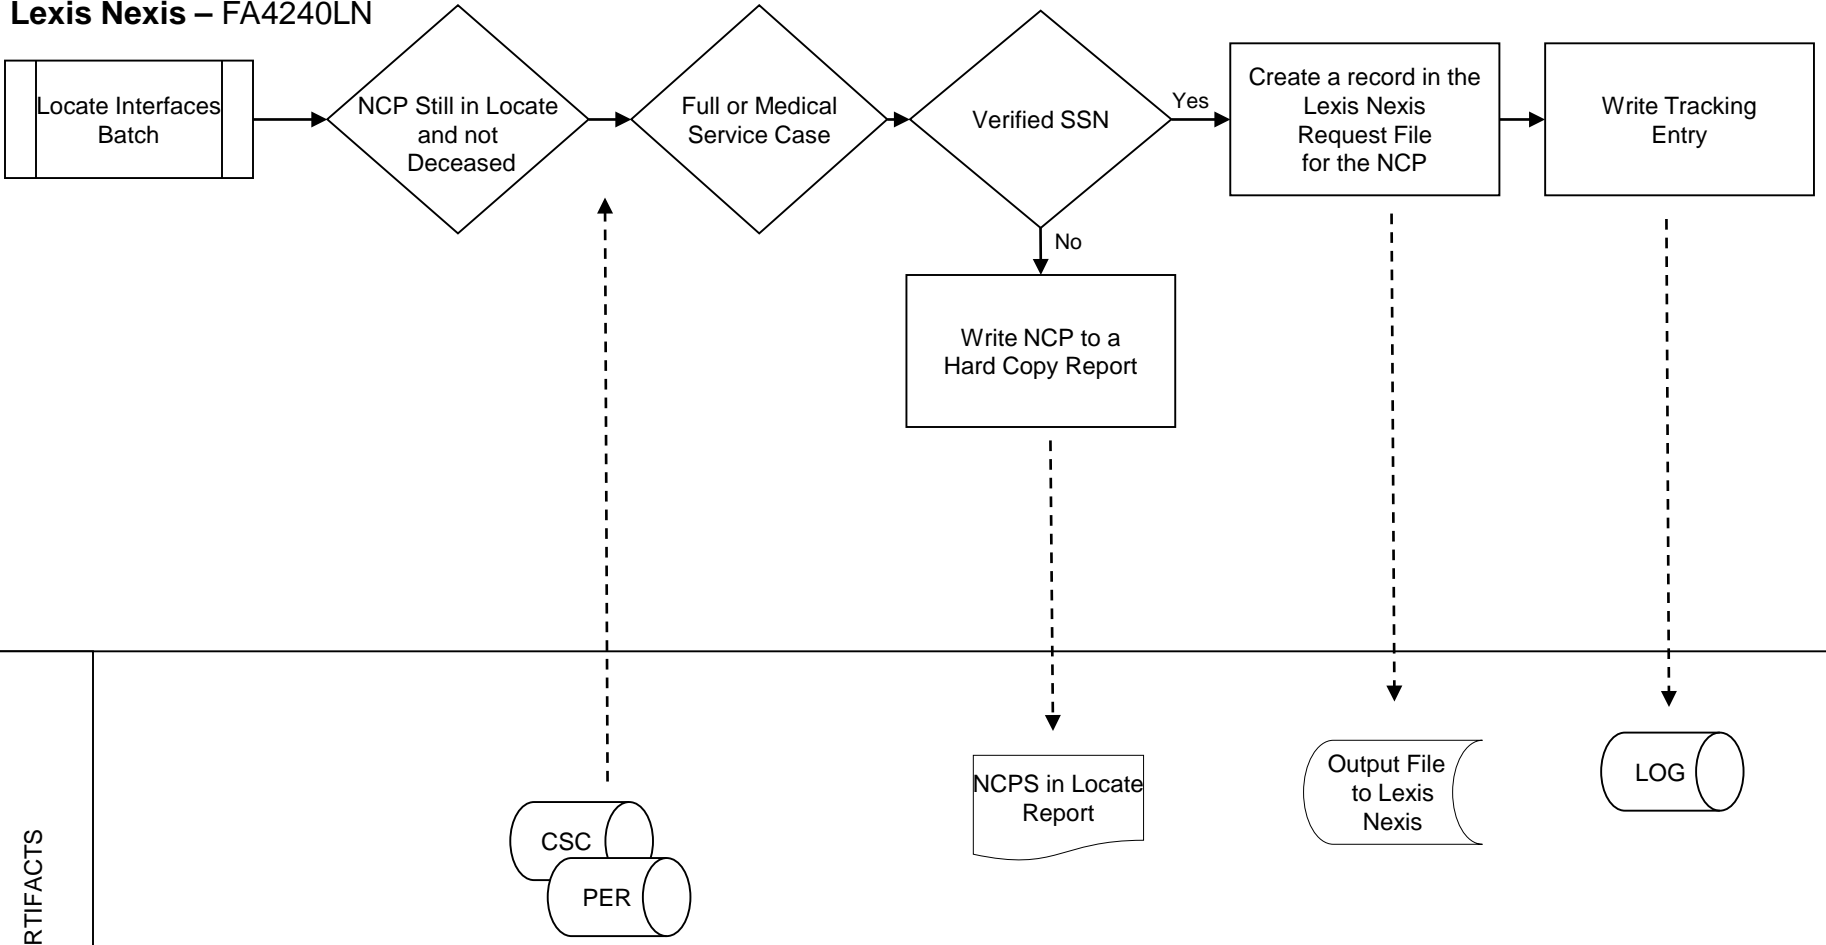 Lexis Nexis – FA4240LN
Locate Interfaces
Batch
NCP Still in Locate
and not
Deceased
Full or Medical
Service Case
Verified SSN
Yes
Create a record in the
Lexis Nexis
Request File
for the NCP
Write Tracking
Entry
No
Write NCP to a
Hard Copy Report
CSC
PER
NCPS in Locate
Report
Output File
to Lexis
Nexis
LOG
RTIFACTS